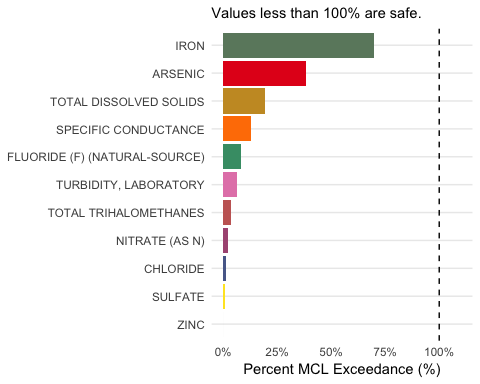 Values less than 100% are safe.
IRON
ARSENIC
TOTAL DISSOLVED SOLIDS
SPECIFIC CONDUCTANCE
FLUORIDE (F) (NATURAL-SOURCE)
TURBIDITY, LABORATORY
TOTAL TRIHALOMETHANES
NITRATE (AS N)
CHLORIDE
SULFATE
ZINC
0% 25% 50% 75% 100%
Percent MCL Exceedance (%)